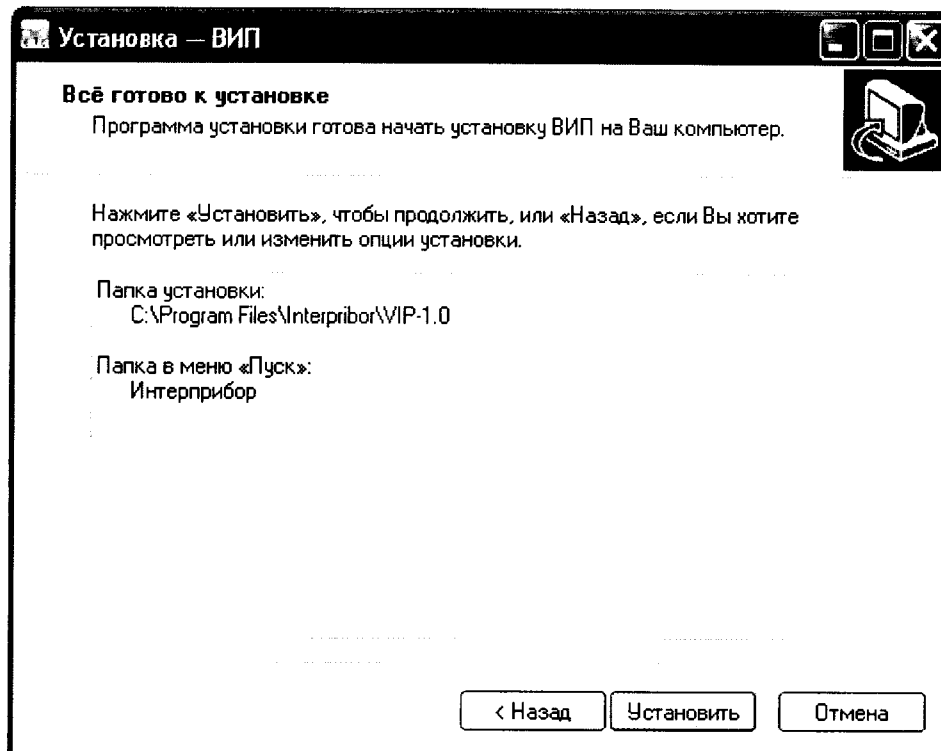 Установка — ВИП
Всё готово к установке
Программа установки готова начать установку ВИП на Ваш компьютер.
Нажмите «Установить», чтобы продолжить, или «Назад», если Вы хотите
просмотреть или изменить опции установки.
Папка установки:
C:\Program Files\Interpribor\VIP-1.0
Папка в меню «Пуск»:
Интерприбор
< Назад
Установить
Отмена